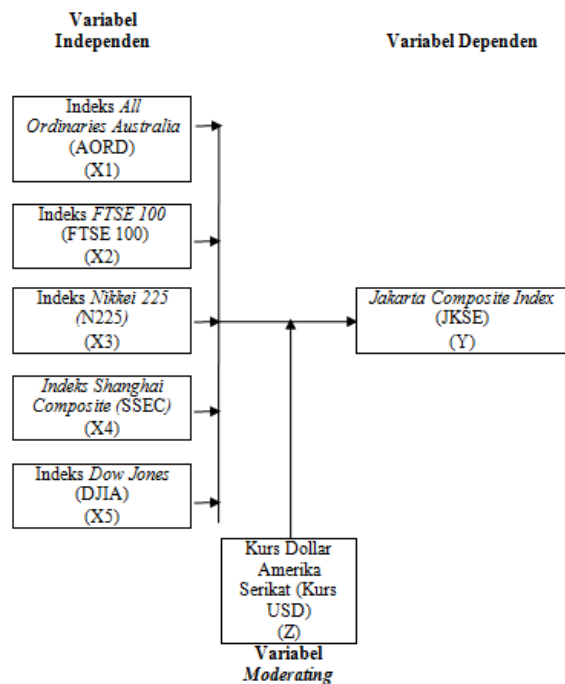 Variabel
Independen
Variabel Dependen
Indeks All
Ordinaries Australia
(AORD)
(X1)
Indeks FTSE 100
(FTSE 100)
(X2)
Indeks Nikkei 225
(N225)
(X3)
Jakarta Composite Index
(JKSE)
(Y)
Indeks Shanghai
Composite (SSEC)
(X4)
Indeks Dow Jones
(DJIA)
(X5)
Kurs Dollar
Amerika
Serikat (Kurs
USD)
(Z)
Variabel
Moderating